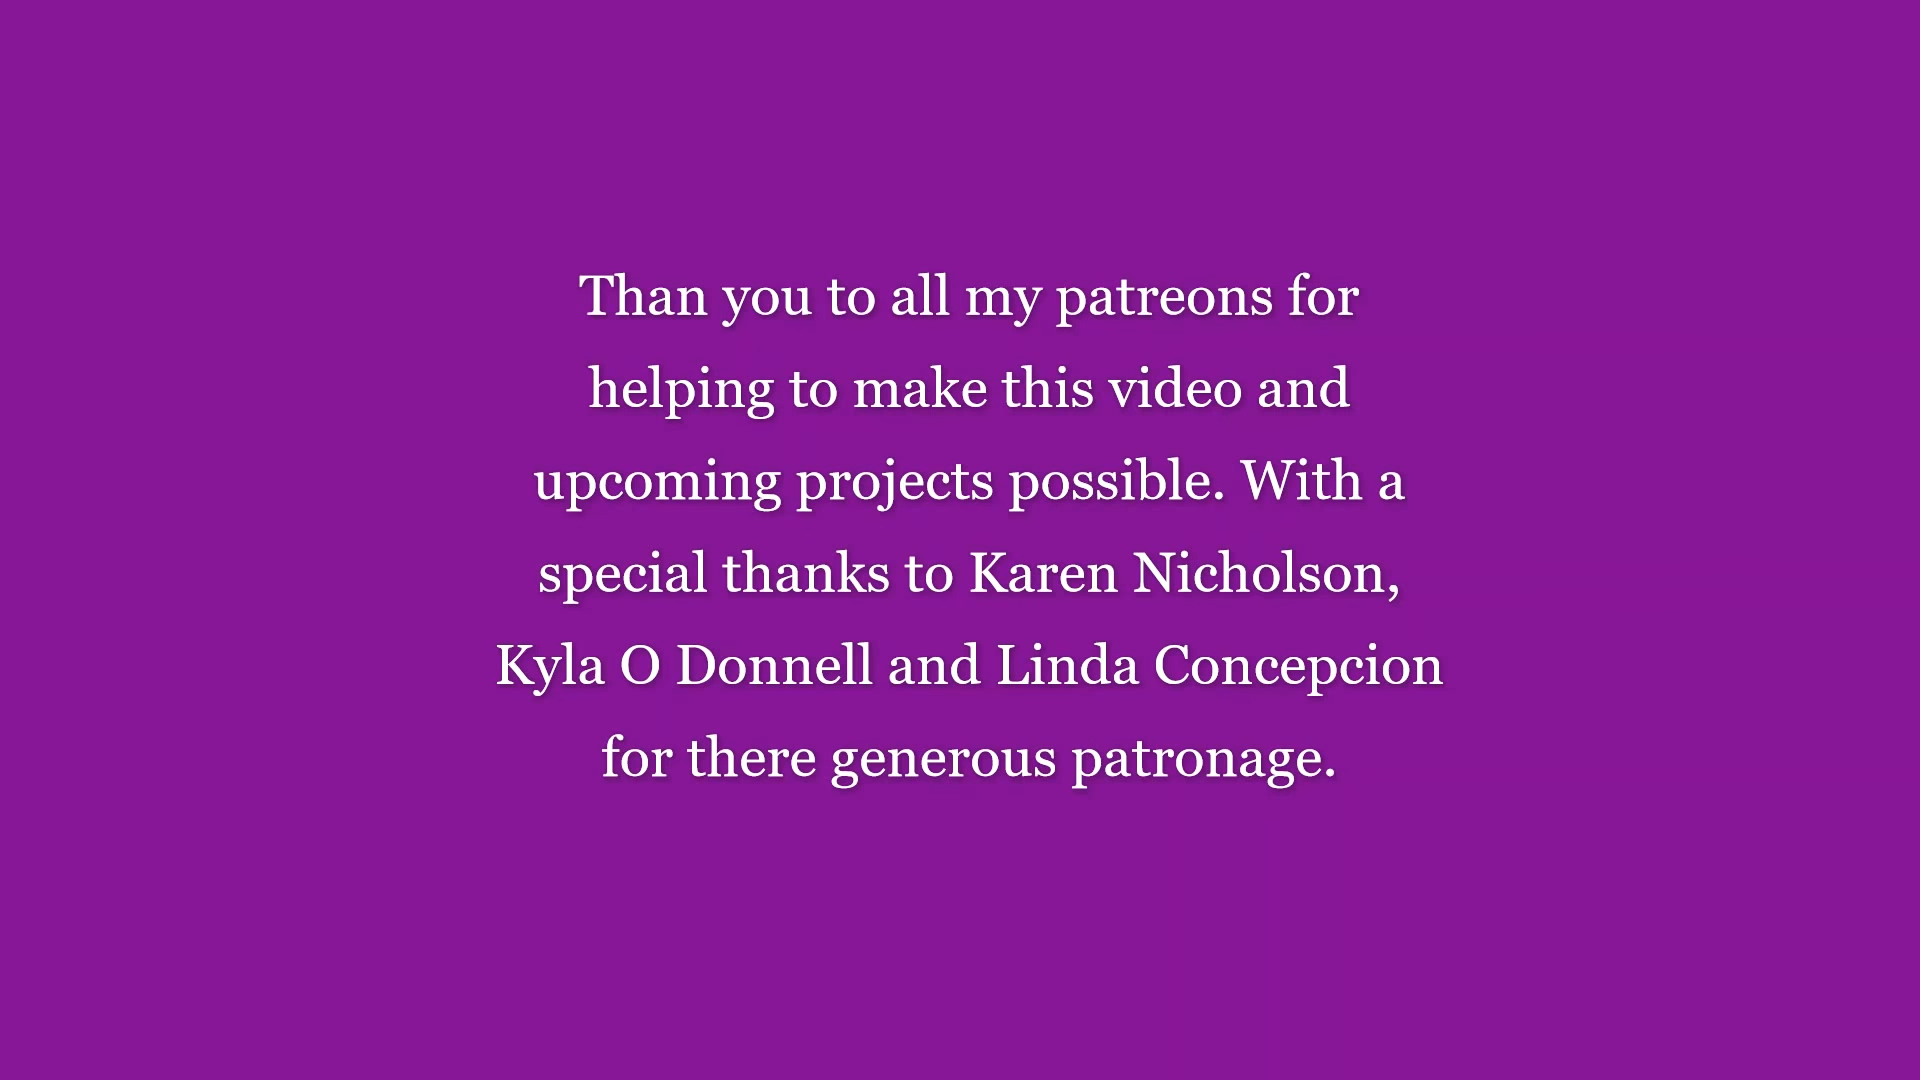 Than you to all my patreons for
helping to make this video and
upcoming projects possible. With a
special thanks to Karen Nicholson,
Kyla O Donnell and Linda Concepcion
for there generous patronage.